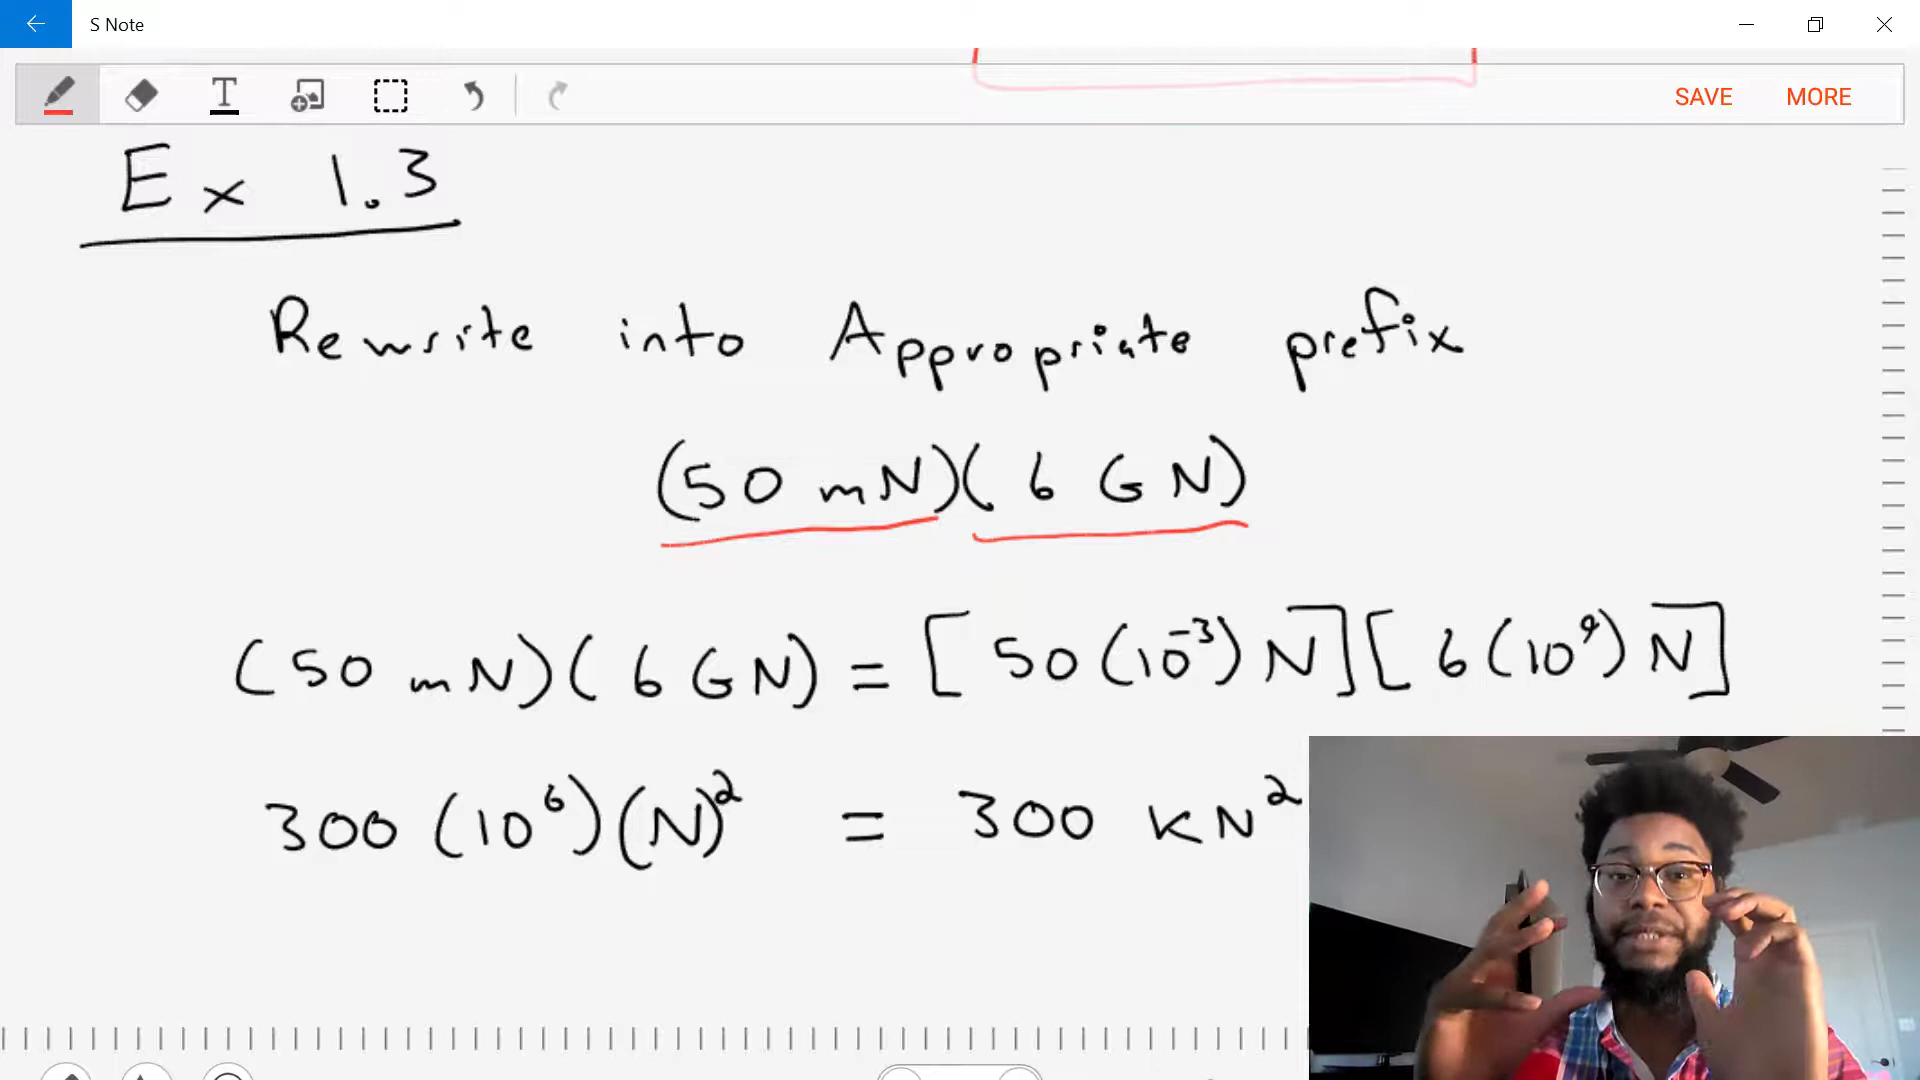 S Note
T
SAVE
MORE
Ex 1.3
Rewrite into Appropriate prefix
(50 mN)(6 GN)
(50 mN)(6 GN) = [50(10⁻³) N][6(10⁹) N]
300 (10⁶)(N)² = 300 kN²